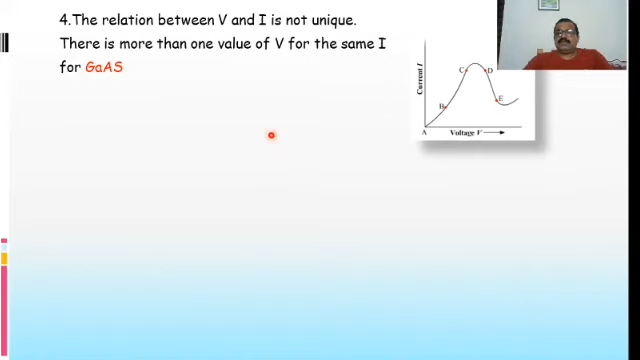 4.The relation between V and I is not unique.
There is more than one value of V for the same I
for GaAS
Current I
C
D
B
E
A
Voltage V